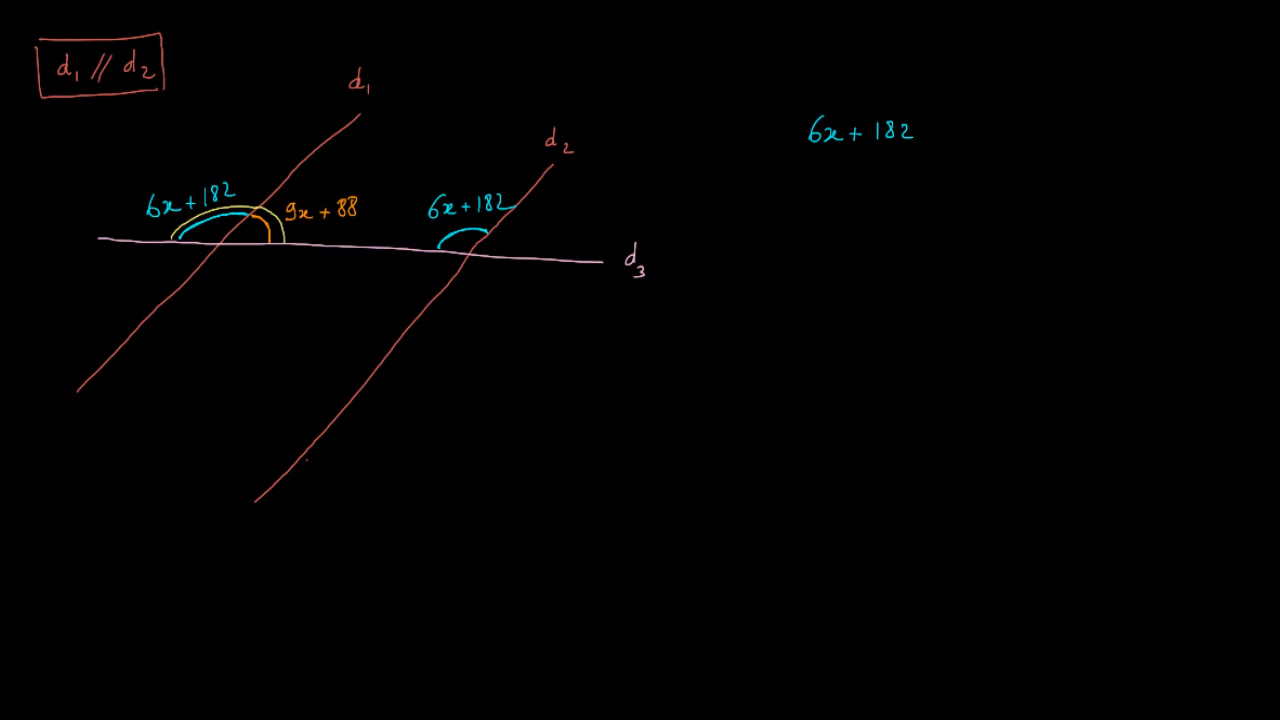 d₁ // d₂
d₁
d₂
6x + 182
6x + 182
9x + 88
6x + 182
d₃